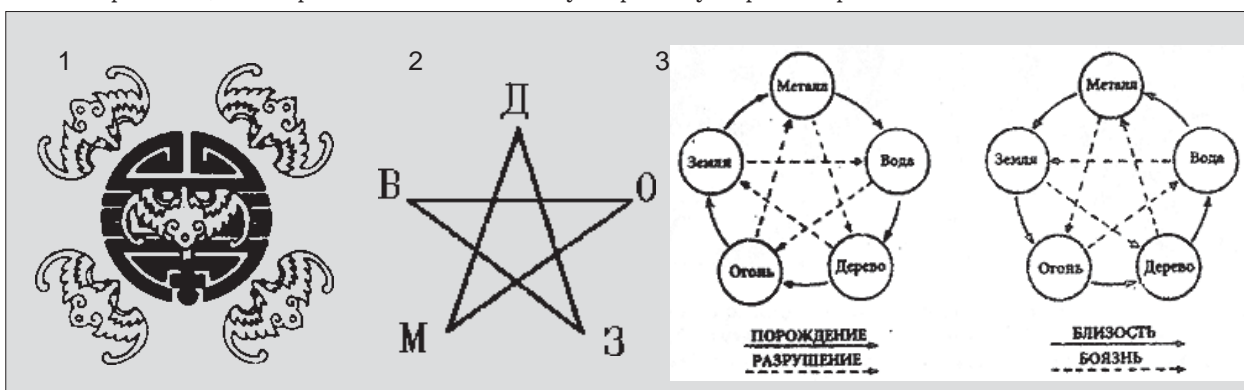 1
2
3
Д
В
О
М
З
Металл
Земля
Вода
Огонь
Дерево
ПОРОЖДЕНИЕ
РАЗРУШЕНИЕ
Металл
Земля
Вода
Огонь
Дерево
БЛИЗОСТЬ
БОЯЗНЬ